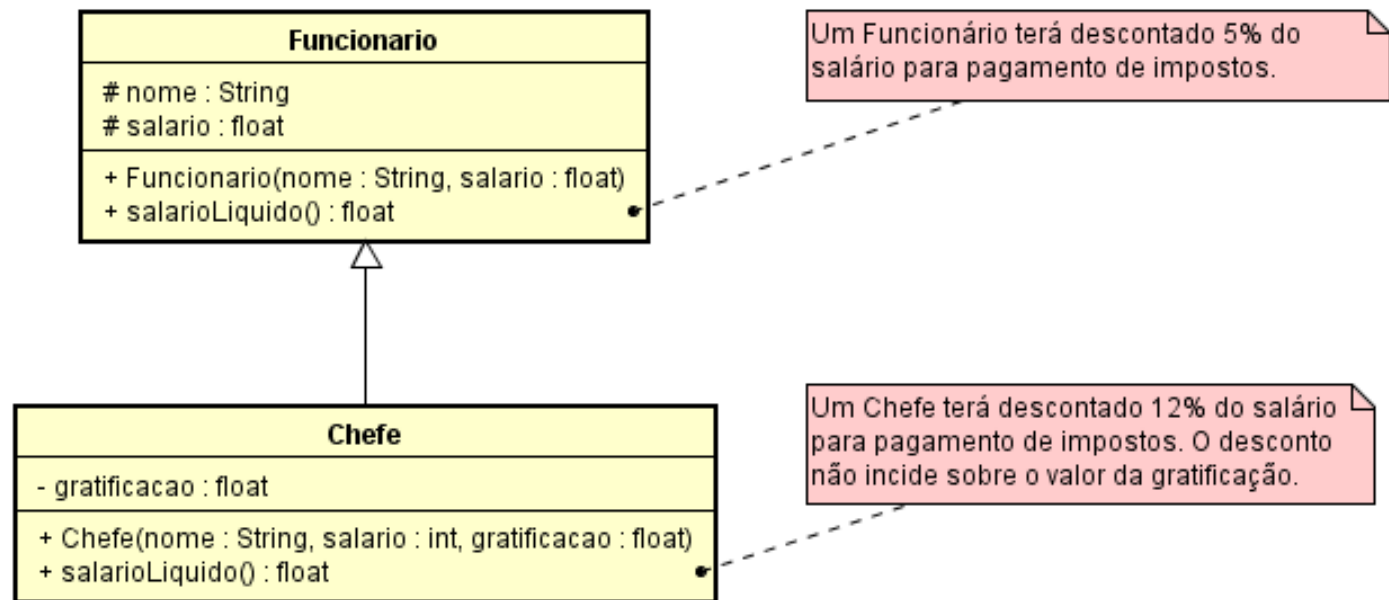 Funcionario
# nome : String
# salario : float
+ Funcionario(nome : String, salario : float)
+ salarioLiquido() : float
Um Funcionário terá descontado 5% do
salário para pagamento de impostos.
Chefe
- gratificacao : float
+ Chefe(nome : String, salario : int, gratificacao : float)
+ salarioLiquido() : float
Um Chefe terá descontado 12% do salário
para pagamento de impostos. O desconto
não incide sobre o valor da gratificação.